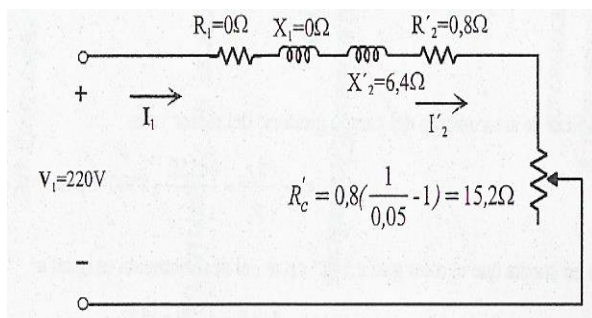 R₁=0Ω X₁=0Ω R´₂=0,8Ω
X´₂=6,4Ω
+
I₁
I´₂
V₁=220V
R'c = 0,8(1/0,05 -1) = 15,2Ω
−